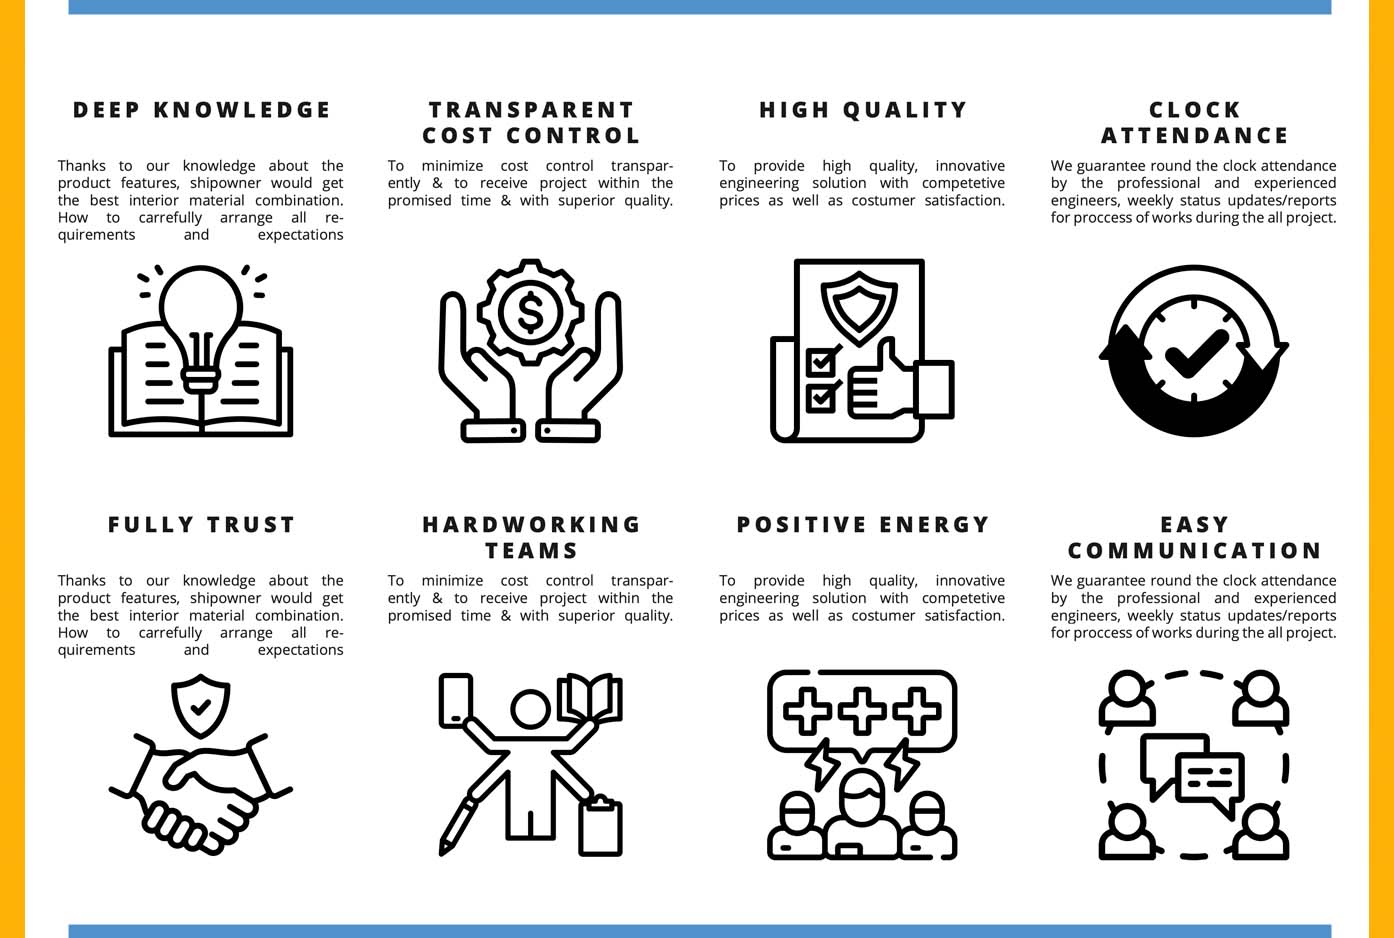 DEEP KNOWLEDGE
Thanks to our knowledge about the
product features, shipowner would get
the best interior material combination.
How to carrefully arrange all re-
quirements and expectations
TRANSPARENT
COST CONTROL
To minimize cost control transpar-
ently & to receive project within the
promised time & with superior quality.
HIGH QUALITY
To provide high quality, innovative
engineering solution with competetive
prices as well as costumer satisfaction.
CLOCK
ATTENDANCE
We guarantee round the clock attendance
by the professional and experienced
engineers, weekly status updates/reports
for proccess of works during the all project.
$
FULLY TRUST
Thanks to our knowledge about the
product features, shipowner would get
the best interior material combination.
How to carrefully arrange all re-
quirements and expectations
HARDWORKING
TEAMS
To minimize cost control transpar-
ently & to receive project within the
promised time & with superior quality.
POSITIVE ENERGY
To provide high quality, innovative
engineering solution with competetive
prices as well as costumer satisfaction.
EASY
COMMUNICATION
We guarantee round the clock attendance
by the professional and experienced
engineers, weekly status updates/reports
for proccess of works during the all project.